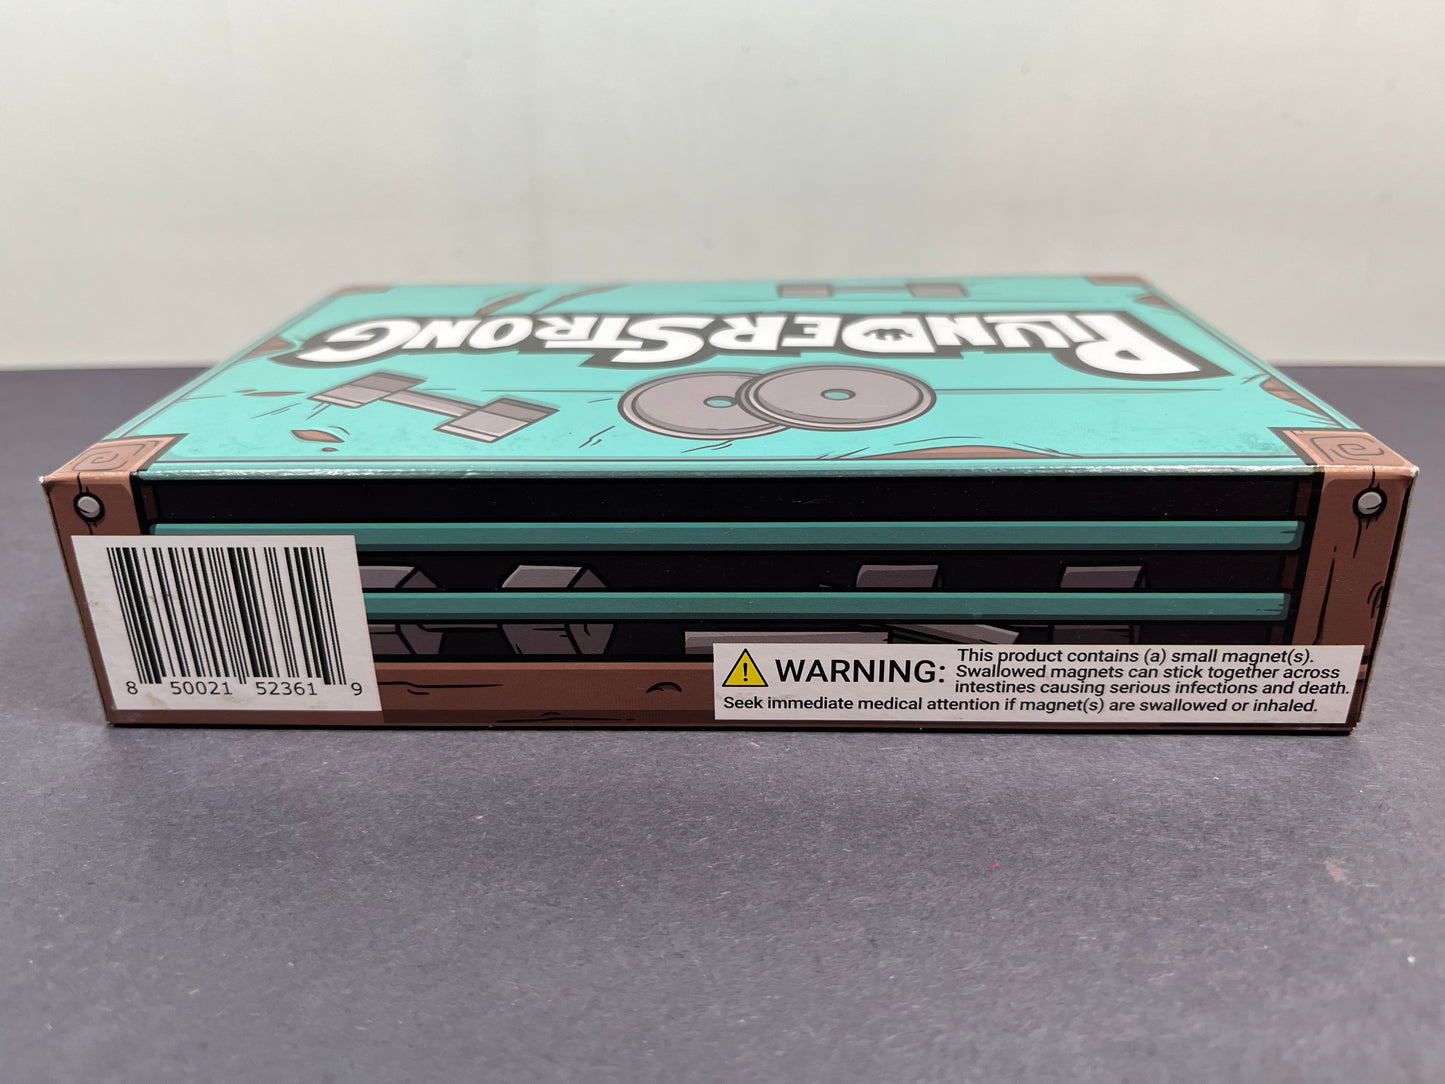 PLUNDERSTRONG
8 50021 52361 9
WARNING:
This product contains (a) small magnet(s).
Swallowed magnets can stick together across
intestines causing serious infections and death.
Seek immediate medical attention if magnet(s) are swallowed or inhaled.